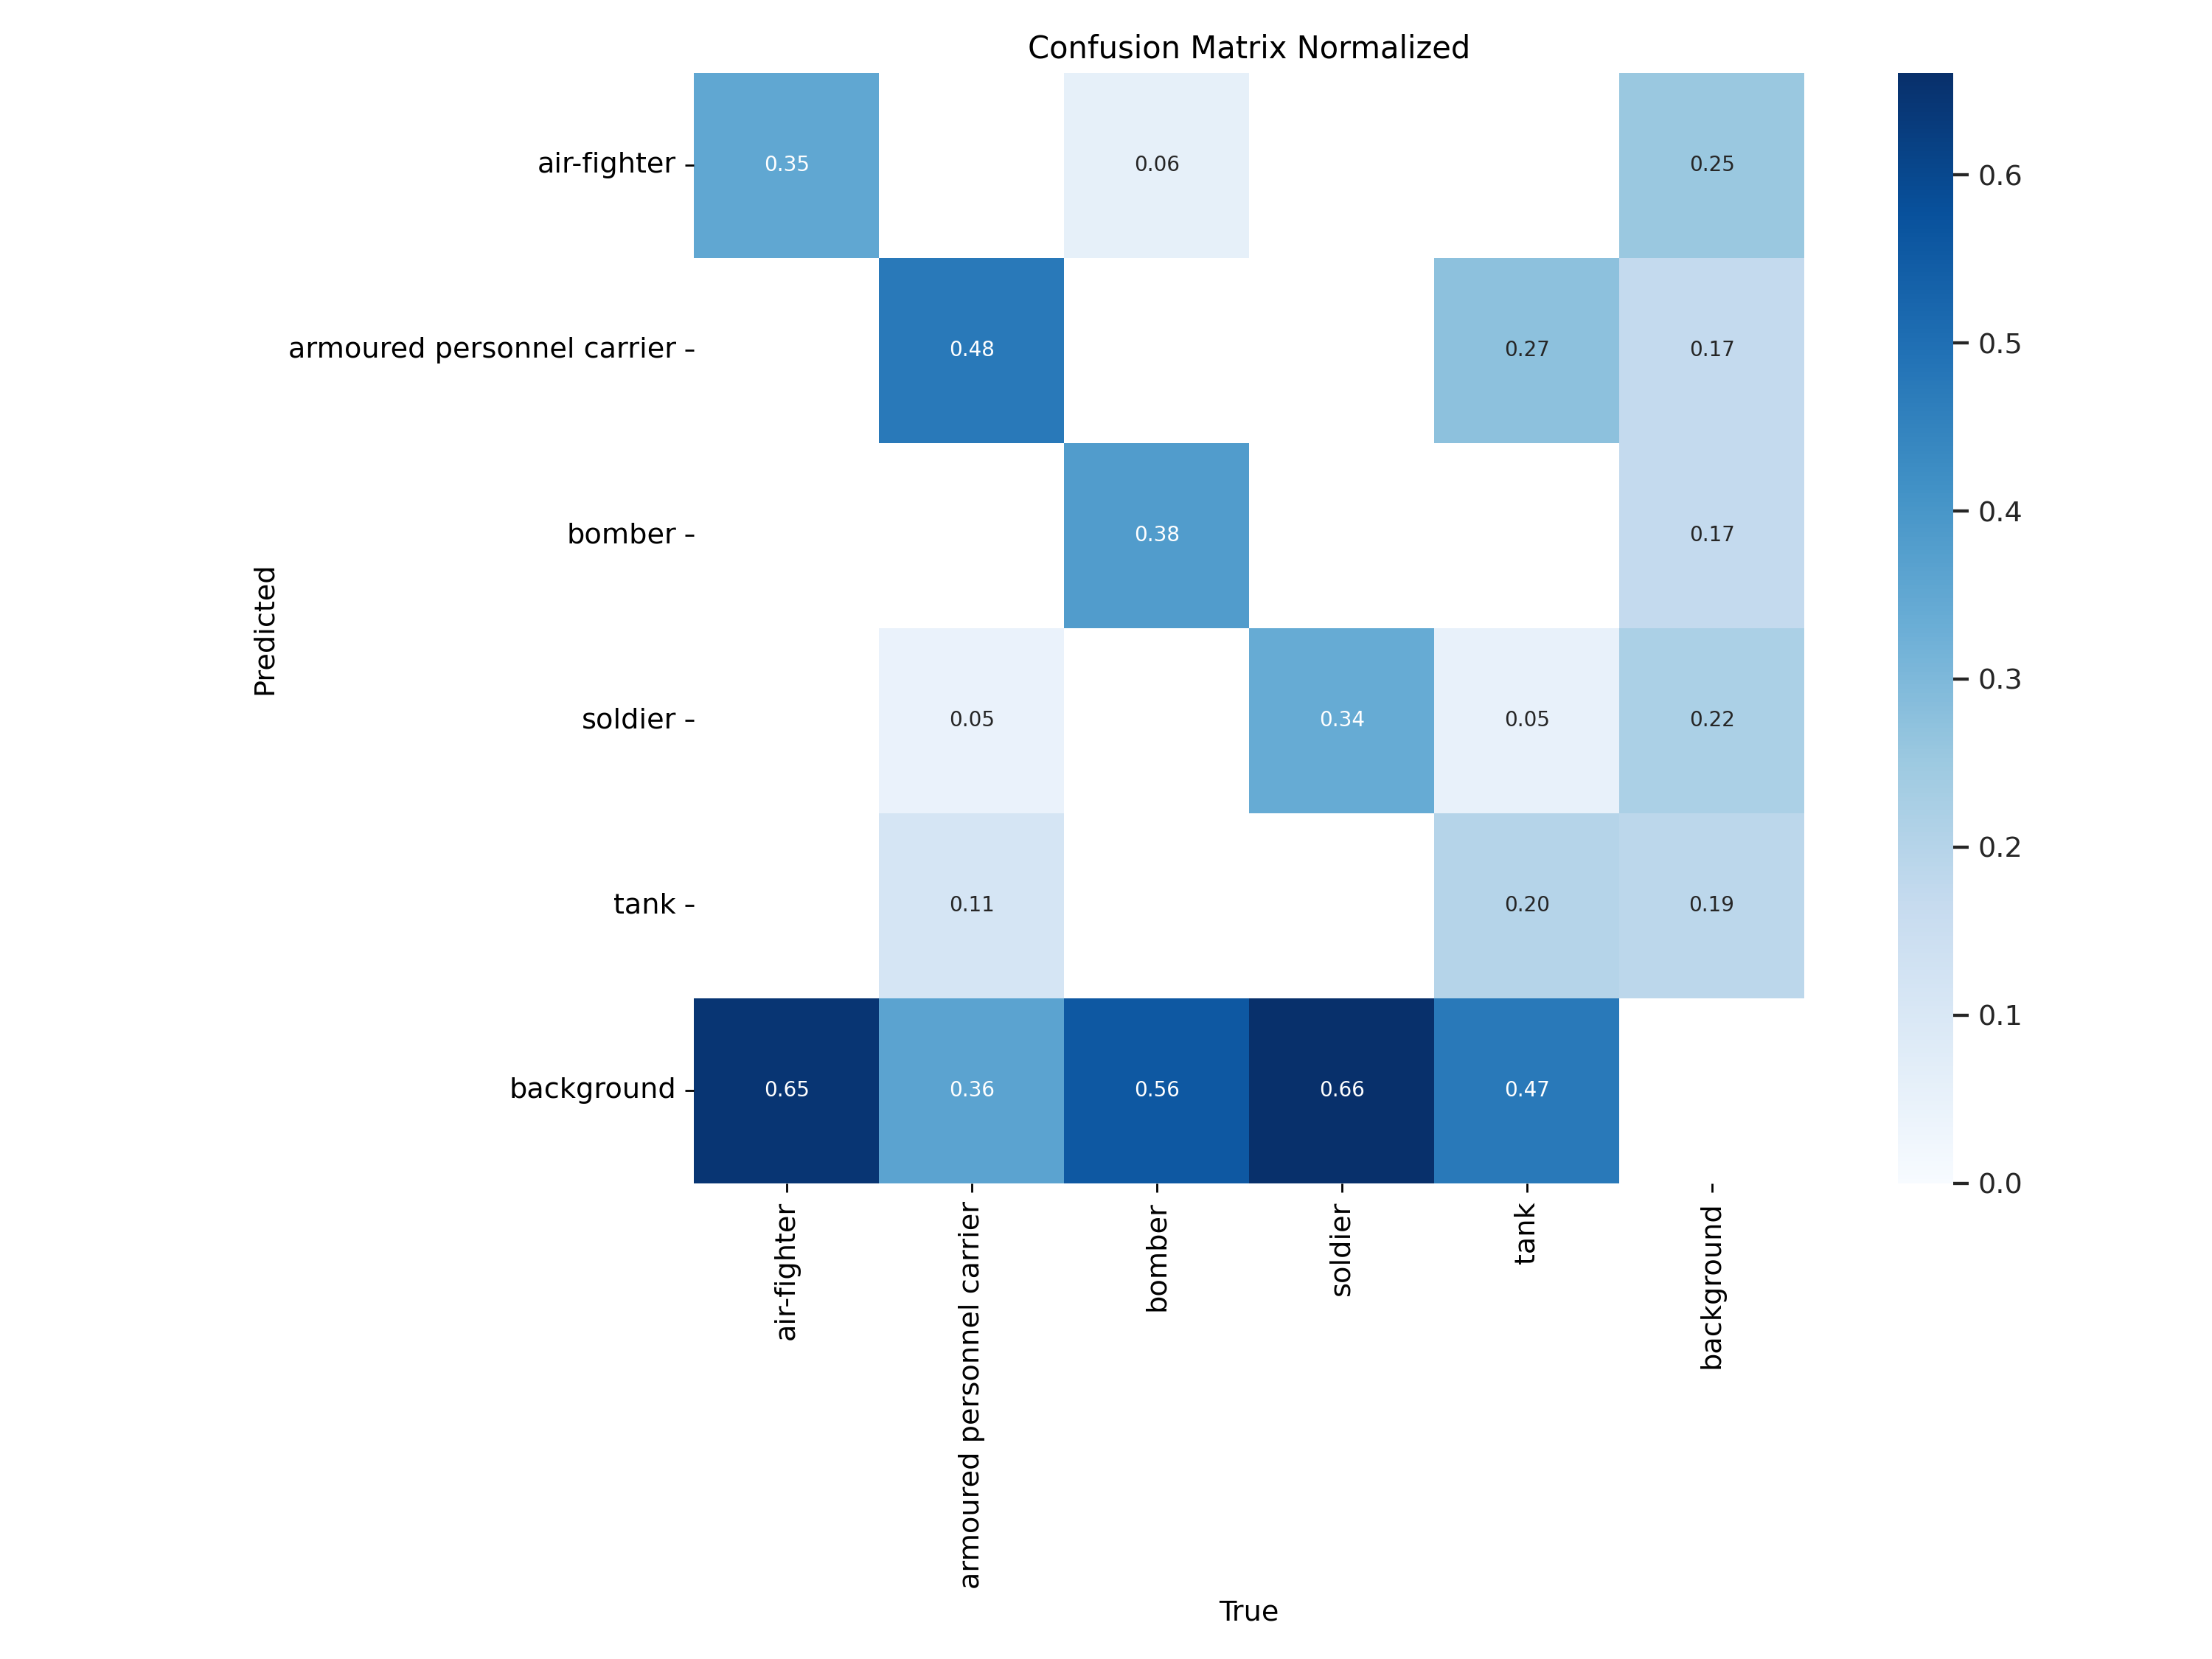 Confusion Matrix Normalized
air-fighter
0.35
0.06
0.25
armoured personnel carrier
0.48
0.27
0.17
bomber
0.38
0.17
soldier
0.05
0.34
0.05
0.22
tank
0.11
0.20
0.19
background
0.65
0.36
0.56
0.66
0.47
Predicted
air-fighter
armoured personnel carrier
bomber
soldier
tank
background
True
0.6
0.5
0.4
0.3
0.2
0.1
0.0